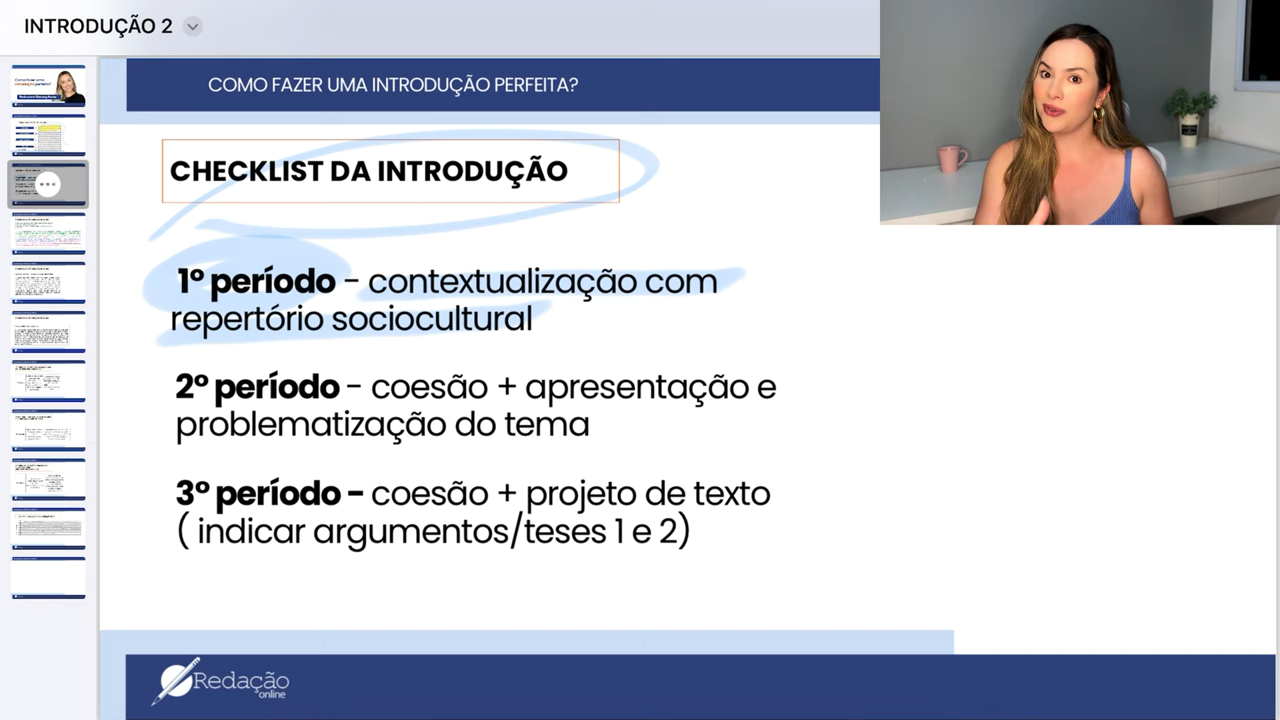 INTRODUÇÃO 2
COMO FAZER UMA INTRODUÇÃO PERFEITA?
CHECKLIST DA INTRODUÇÃO
1º período - contextualização com
repertório sociocultural
2º período - coesão + apresentação e
problematização do tema
3º período - coesão + projeto de texto
( indicar argumentos/teses 1 e 2)
Redação
online